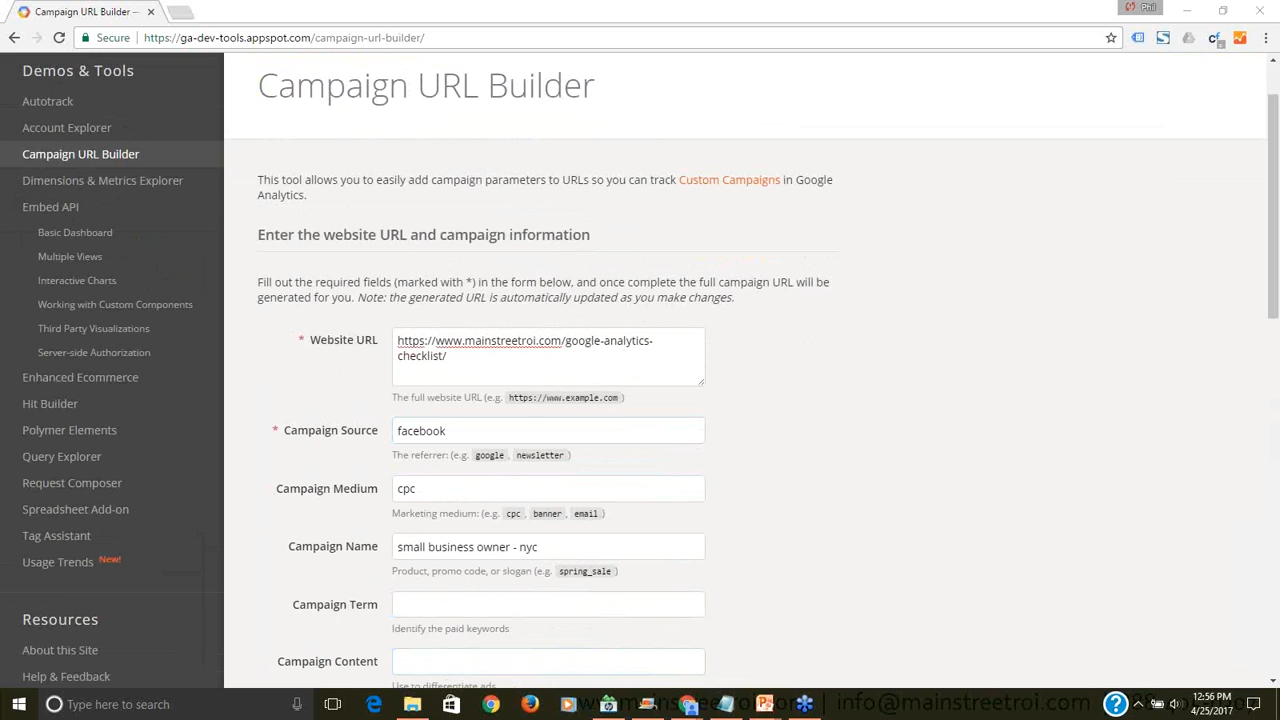 Campaign URL Builder —
Phil
Secure
https://ga-dev-tools.appspot.com/campaign-url-builder/
Demos & Tools
Autotrack
Account Explorer
Campaign URL Builder
Dimensions & Metrics Explorer
Embed API
Basic Dashboard
Multiple Views
Interactive Charts
Working with Custom Components
Third Party Visualizations
Server-side Authorization
Enhanced Ecommerce
Hit Builder
Polymer Elements
Query Explorer
Request Composer
Spreadsheet Add-on
Tag Assistant
Usage Trends New!
Resources
About this Site
Help & Feedback
Campaign URL Builder
This tool allows you to easily add campaign parameters to URLs so you can track Custom Campaigns in Google
Analytics.
Enter the website URL and campaign information
Fill out the required fields (marked with *) in the form below, and once complete the full campaign URL will be
generated for you. Note: the generated URL is automatically updated as you make changes.
* Website URL
https://www.mainstreetroi.com/google-analytics-
checklist/
The full website URL (e.g. https://www.example.com )
* Campaign Source
facebook
The referrer: (e.g. google, newsletter )
Campaign Medium
cpc
Marketing medium: (e.g. cpc, banner, email )
Campaign Name
small business owner - nyc
Product, promo code, or slogan (e.g. spring_sale )
Campaign Term
Identify the paid keywords
Campaign Content
Use to differentiate ads
Type here to search
www.mainstreetroi.com | info@mainstreetroi.com
12:56 PM
4/25/2017